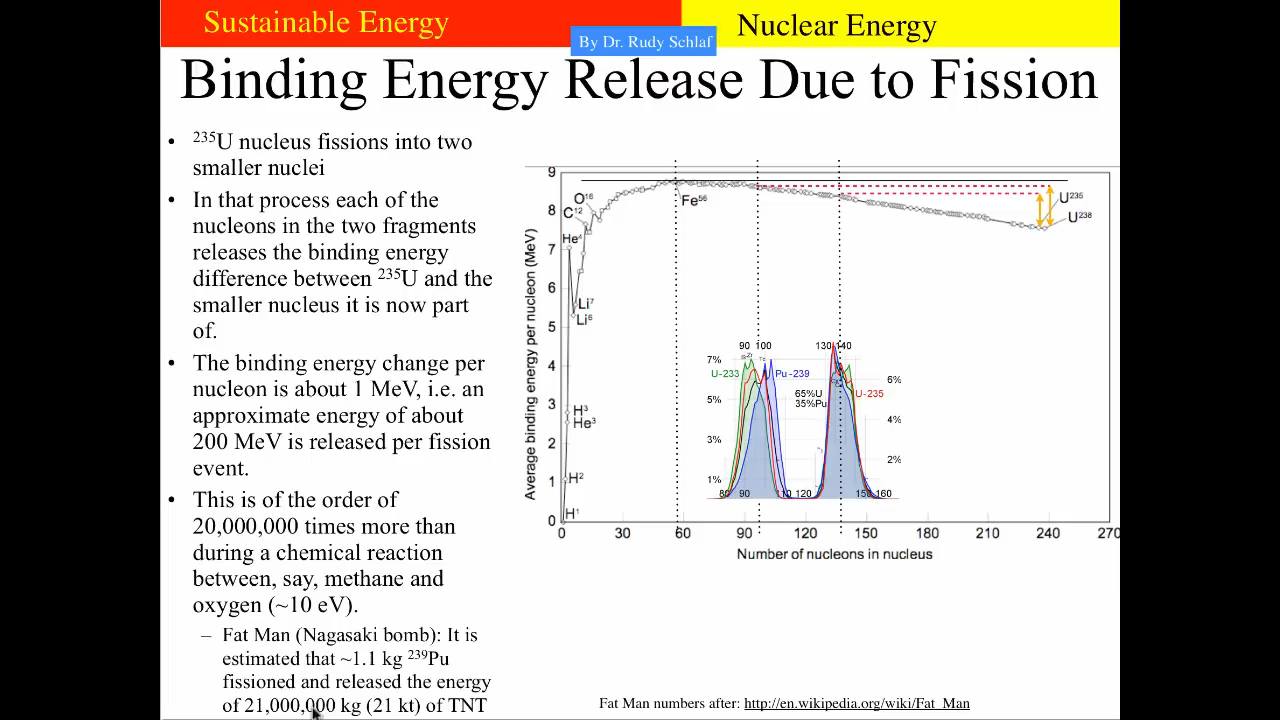 Sustainable Energy
Nuclear Energy
By Dr. Rudy Schlaf
Binding Energy Release Due to Fission
• ²³⁵U nucleus fissions into two
smaller nuclei
• In that process each of the
nucleons in the two fragments
releases the binding energy
difference between ²³⁵U and the
smaller nucleus it is now part
of.
• The binding energy change per
nucleon is about 1 MeV, i.e. an
approximate energy of about
200 MeV is released per fission
event.
• This is of the order of
20,000,000 times more than
during a chemical reaction
between, say, methane and
oxygen (~10 eV).
– Fat Man (Nagasaki bomb): It is
estimated that ~1.1 kg ²³⁹Pu
fissioned and released the energy
of 21,000,000 kg (21 kt) of TNT
Average binding energy per nucleon (MeV)
9
8
7
6
5
4
3
2
1
0
O¹⁶
C¹²
He⁴
Li⁷
Li⁶
H³
He³
H²
H¹
Fe⁵⁶
U²³⁵
U²³⁸
90 100 130 140
7%
5%
3%
1%
U-233
Pu-239
65%U
35%Pu
U-235
6%
4%
2%
80 90 110 120 150 160
0 30 60 90 120 150 180 210 240 270
Number of nucleons in nucleus
Fat Man numbers after: http://en.wikipedia.org/wiki/Fat_Man